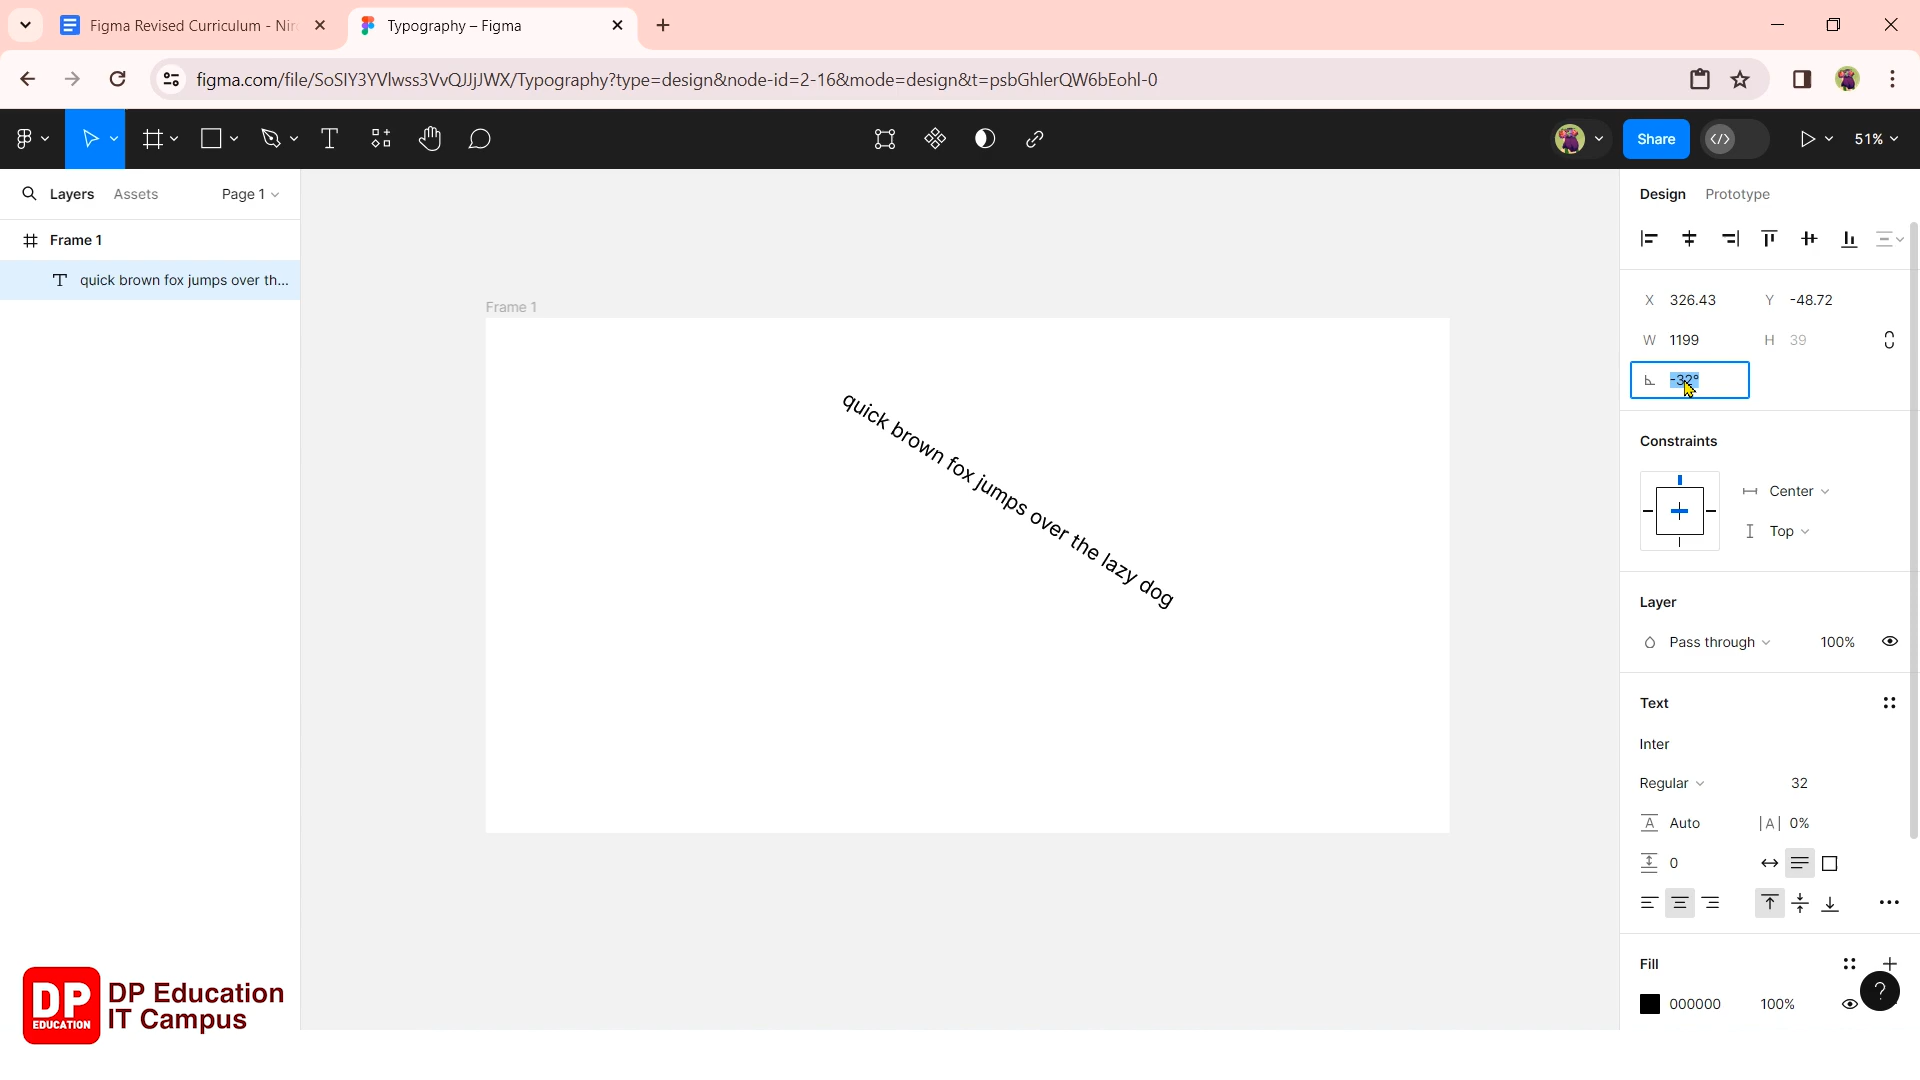 Figma Revised Curriculum - Nir
Typography – Figma
figma.com/file/SoSIY3YVlwss3VvQJJjJWX/Typography?type=design&node-id=2-16&mode=design&t=psbGhlerQW6bEohI-0
Share
51%
Layers
Assets
Page 1
Design
Prototype
Frame 1
quick brown fox jumps over th...
X 326.43 Y -48.72
W 1199 H 39
-32°
Frame 1
quick brown fox jumps over the lazy dog
Constraints
Center
Top
Layer
Pass through 100%
Text
Inter
Regular 32
A Auto |A| 0%
0
Fill
000000 100%
?
DP EDUCATION
DP Education
IT Campus